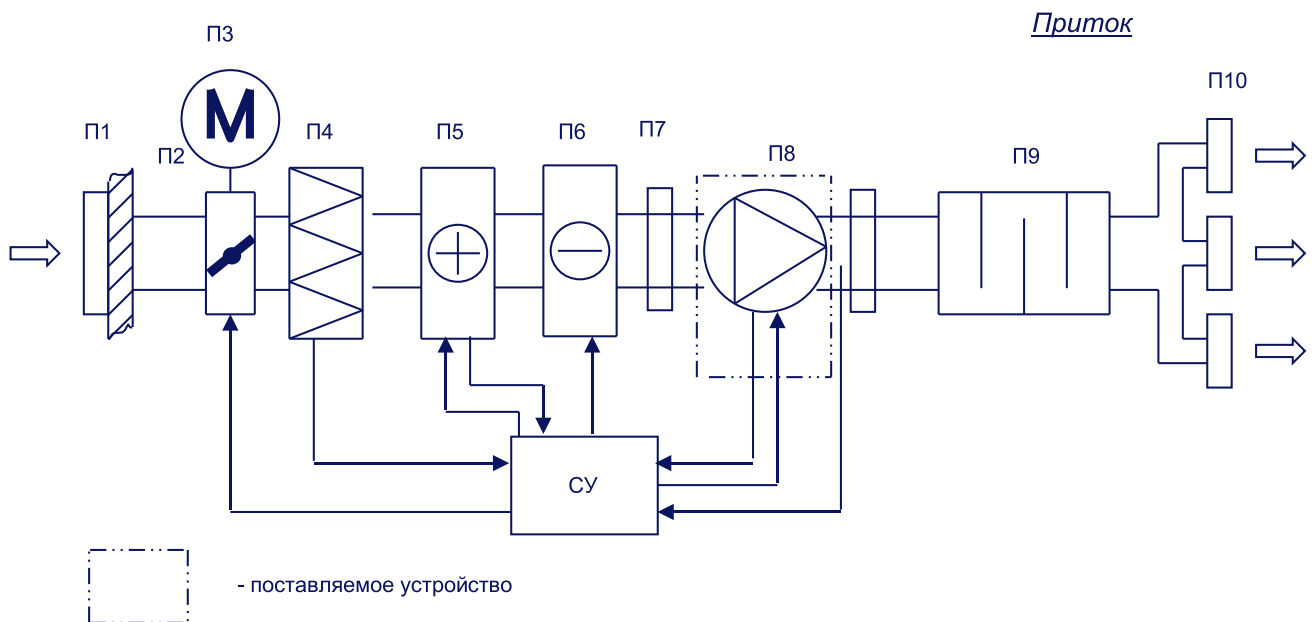 Приток
П3
П10
П1
П2
П4
П5
П6
П7
П8
П9
M
СУ
- поставляемое устройство